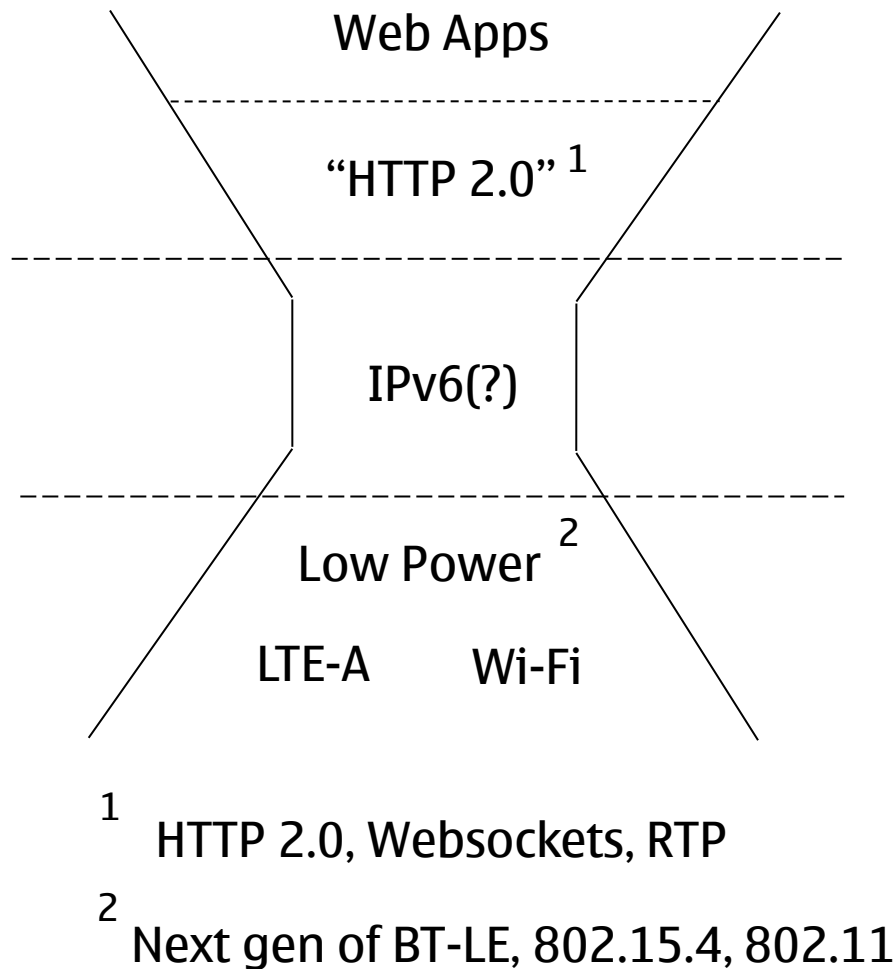 Web Apps
“HTTP 2.0” 1
IPv6(?)
Low Power 2
LTE-A Wi-Fi
1 HTTP 2.0, Websockets, RTP
2 Next gen of BT-LE, 802.15.4, 802.11